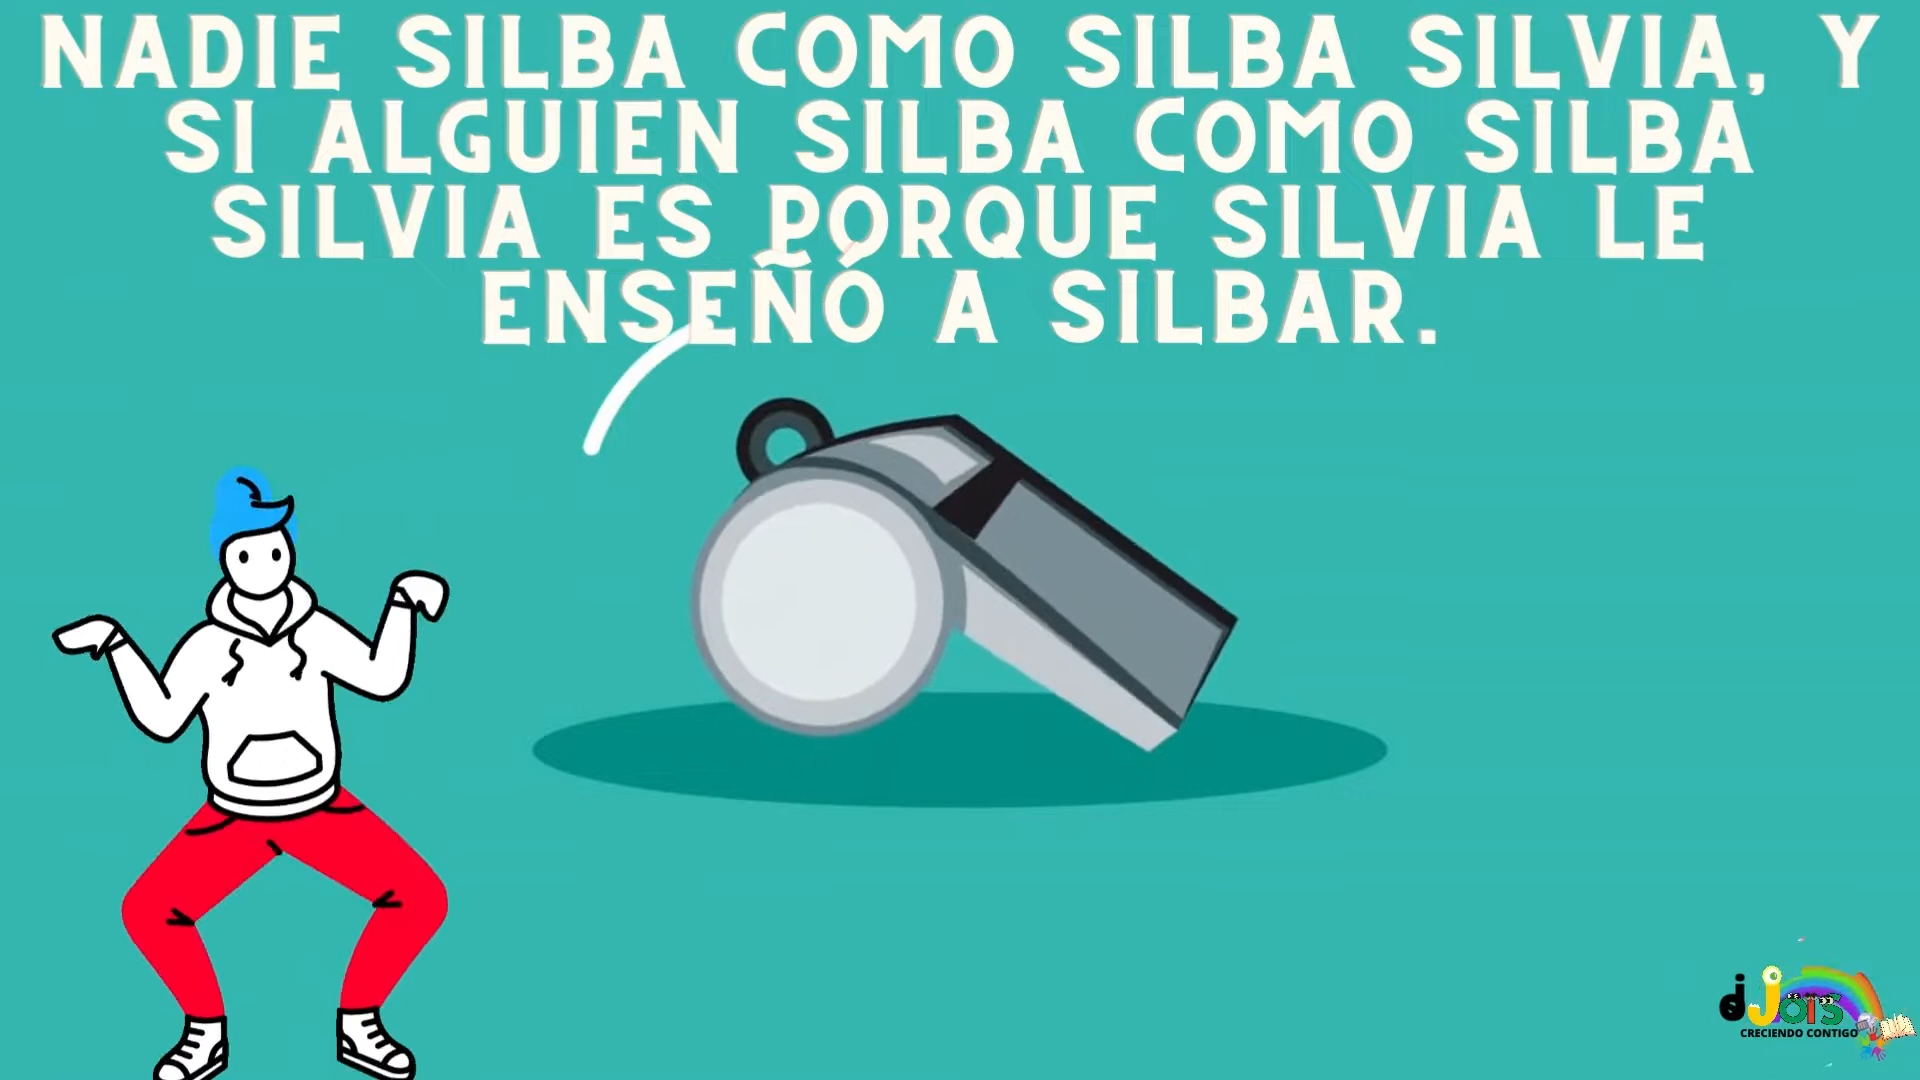 NADIE SILBA COMO SILBA SILVIA, Y
SI ALGUIEN SILBA COMO SILBA
SILVIA ES PORQUE SILVIA LE
ENSEÑÓ A SILBAR.
dJois
CRECIENDO CONTIGO